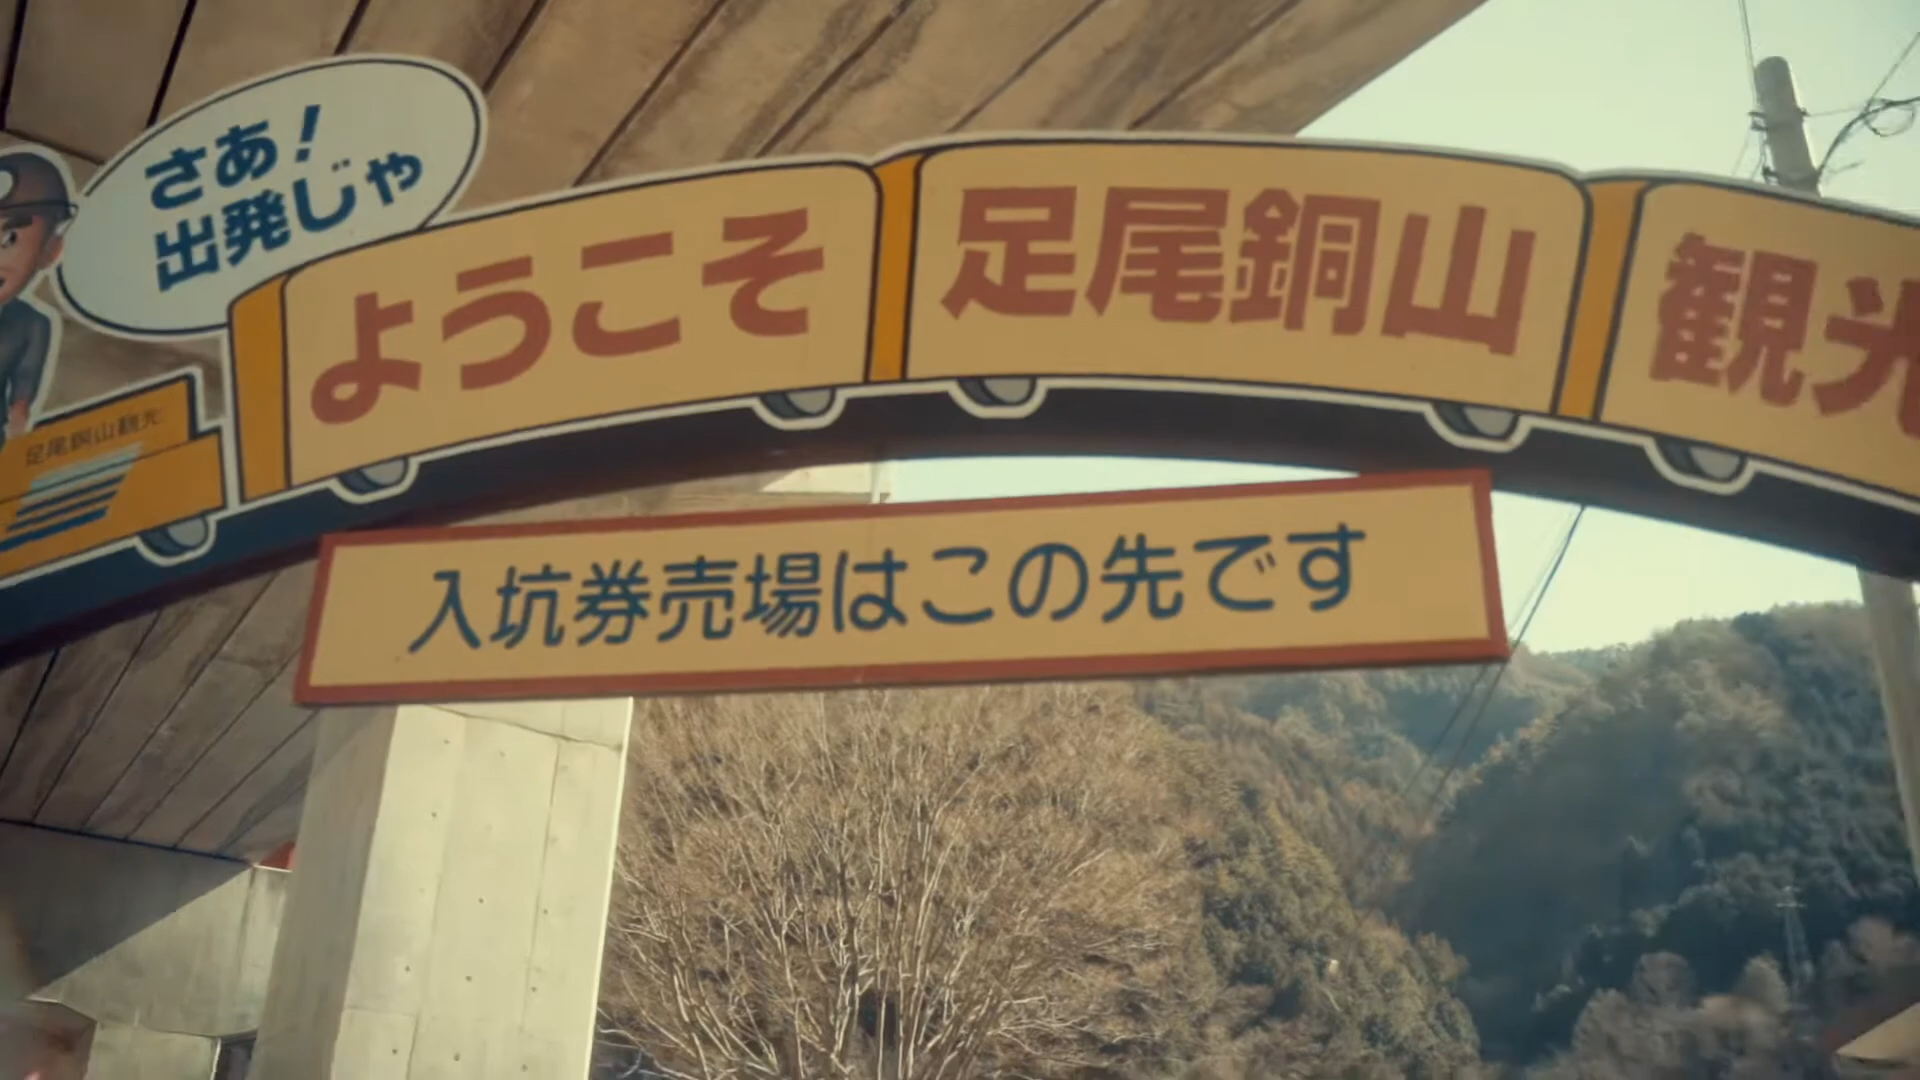 さあ!
出発じゃ
ようこそ 足尾銅山 観光
足尾銅山観光
入坑券売場はこの先です